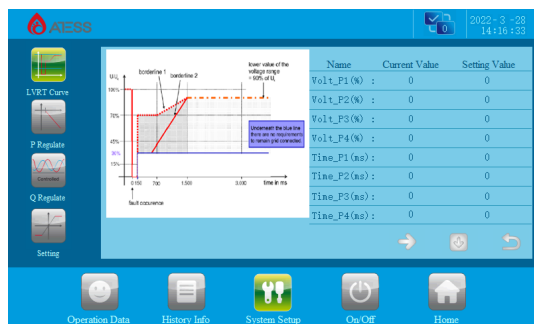 ATESS
0
2022- 3 -28
14:16:33
LVRT Curve
P Regulate
Connected
Q Regulate
Setting
U/U
borderline 1
borderline 2
lower value of the
voltage range
= 90% of U
100%
70%
45%
30%
15%
Underneath the blue line
there are no requirements
to remain grid connected.
0 150 700 1.500 3.000 time in ms
fault occurence
Name Current Value Setting Value
Volt_P1(%) : 0 0
Volt_P2(%) : 0 0
Volt_P3(%) : 0 0
Volt_P4(%) : 0 0
Time_P1(ms): 0 0
Time_P2(ms): 0 0
Time_P3(ms): 0 0
Time_P4(ms): 0 0
Operation Data History Info System Setup On/Off Home